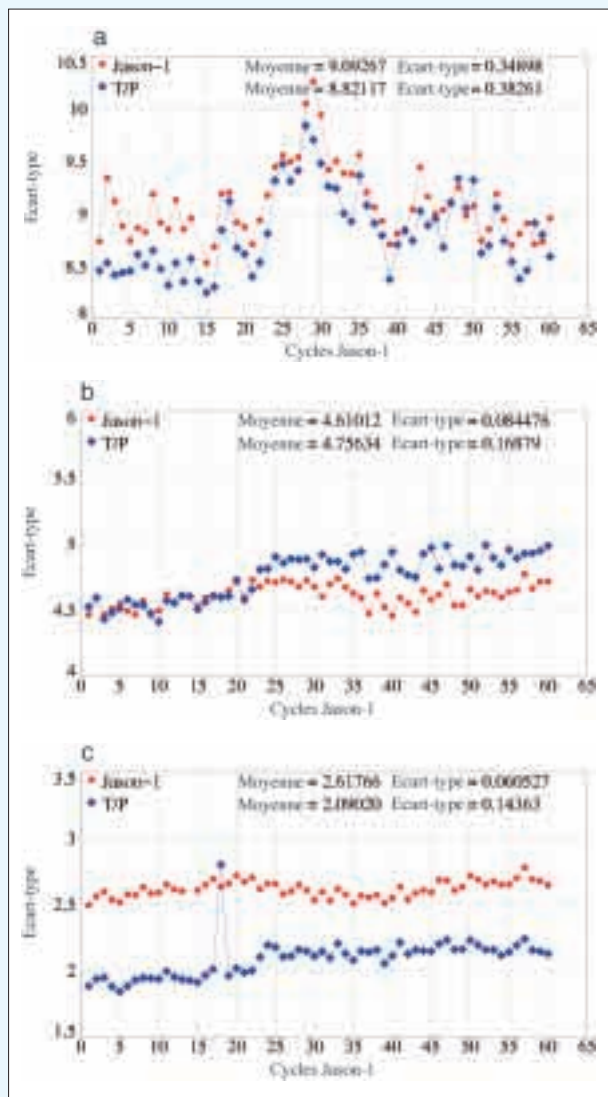 a
10.5
Jason-1 Moyenne = 9.09267 Ecart-type = 0.34898
T/P Moyenne = 8.82117 Ecart-type = 0.38261
10
9.5
9
8.5
8
Ecart-type
0 5 10 15 20 25 30 35 40 45 50 55 60 65
Cycles Jason-1
b
6
Jason-1 Moyenne = 4.61012 Ecart-type = 0.084476
T/P Moyenne = 4.75634 Ecart-type = 0.16879
5.5
5
4.5
4
Ecart-type
0 5 10 15 20 25 30 35 40 45 50 55 60 65
Cycles Jason-1
c
3.5
Jason-1 Moyenne = 2.61766 Ecart-type = 0.060527
T/P Moyenne = 2.09020 Ecart-type = 0.14363
3
2.5
2
1.5
Ecart-type
0 5 10 15 20 25 30 35 40 45 50 55 60 65
Cycles Jason-1